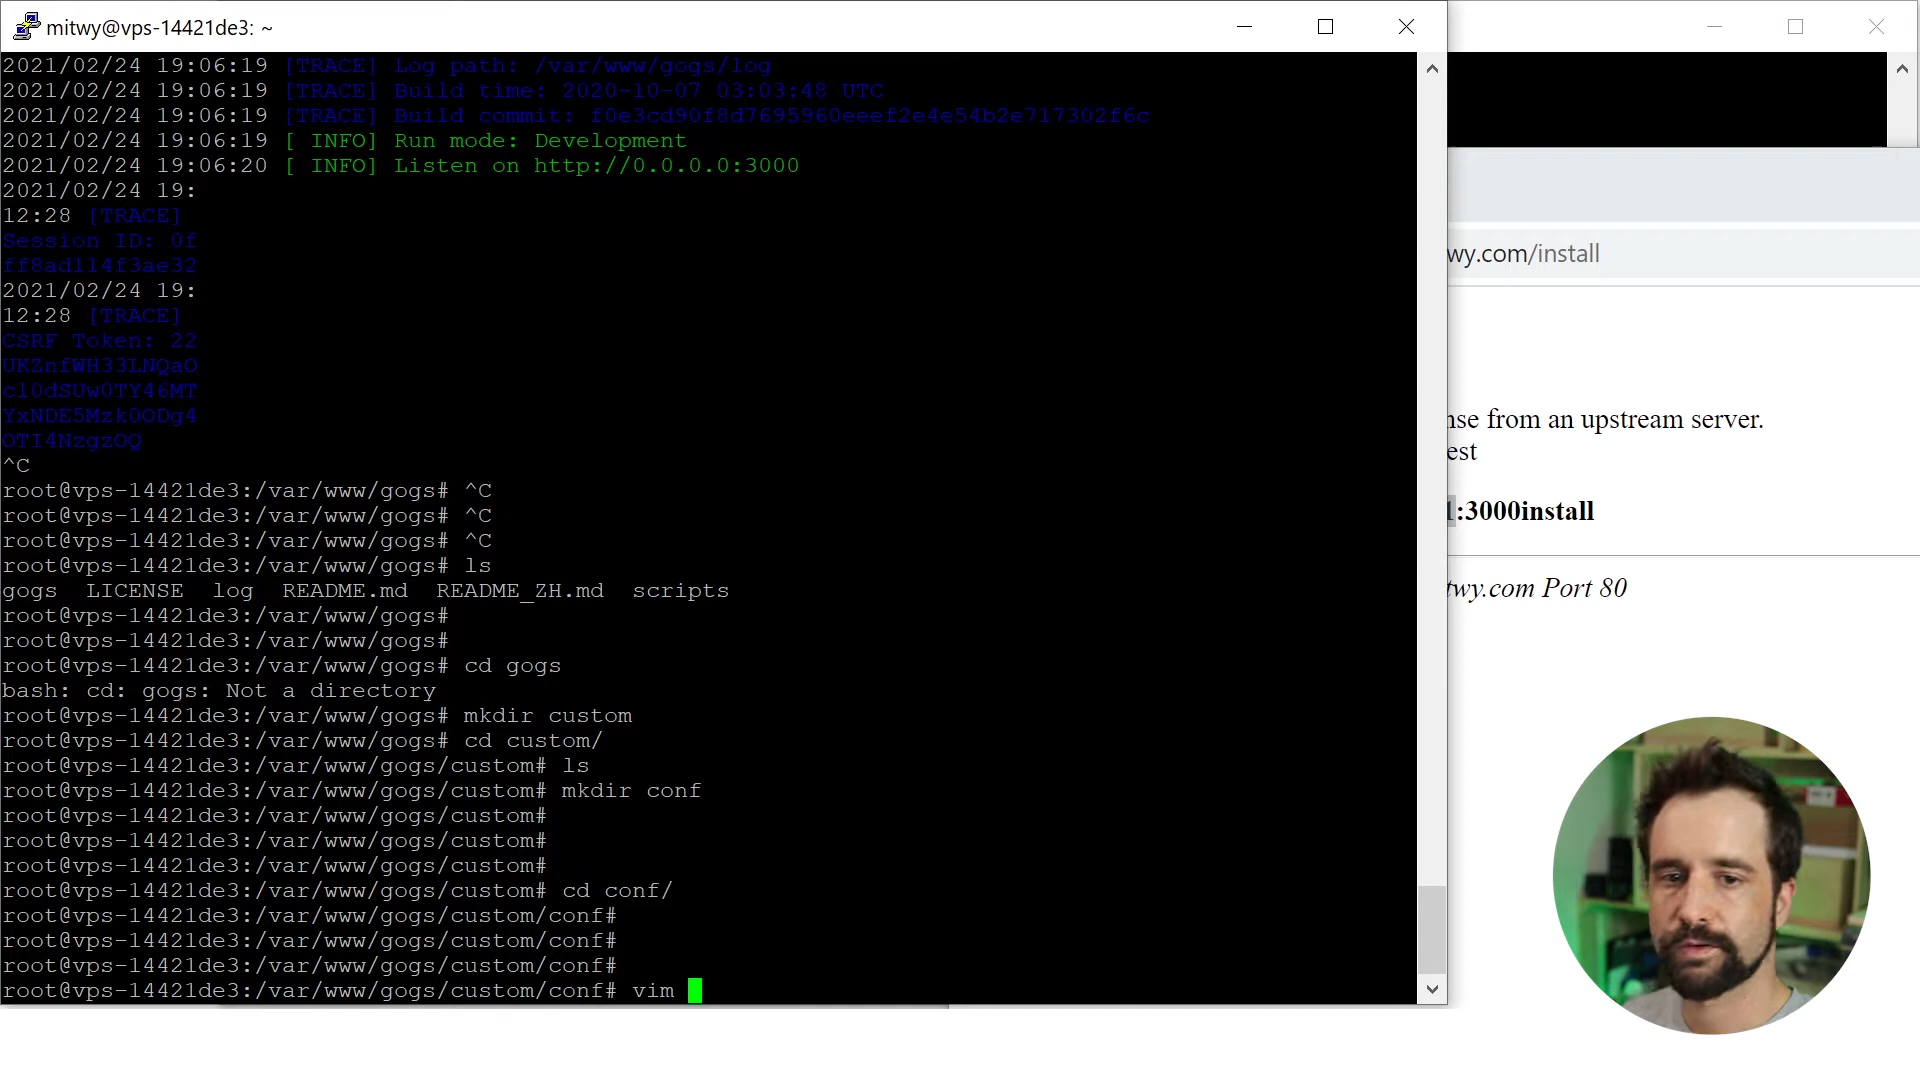 mitwy@vps-14421de3: ~
2021/02/24 19:06:19 [TRACE] Log path: /var/www/gogs/log
2021/02/24 19:06:19 [TRACE] Build time: 2020-10-07 03:03:48 UTC
2021/02/24 19:06:19 [TRACE] Build commit: f0e3cd90f8d7695960eeef2e4e54b2e717302f6c
2021/02/24 19:06:19 [ INFO] Run mode: Development
2021/02/24 19:06:20 [ INFO] Listen on http://0.0.0.0:3000
2021/02/24 19:
12:28 [TRACE]
Session ID: 0f
ff8ad114f3ae32
2021/02/24 19:
12:28 [TRACE]
CSRF Token: 22
UKZnfWH33LNQaO
cl0dSUw0TY46MT
YxNDE5Mzk0ODg4
OTI4NzgzOQ
^C
root@vps-14421de3:/var/www/gogs# ^C
root@vps-14421de3:/var/www/gogs# ^C
root@vps-14421de3:/var/www/gogs# ^C
root@vps-14421de3:/var/www/gogs# ls
gogs  LICENSE  log  README.md  README_ZH.md  scripts
root@vps-14421de3:/var/www/gogs#
root@vps-14421de3:/var/www/gogs#
root@vps-14421de3:/var/www/gogs# cd gogs
bash: cd: gogs: Not a directory
root@vps-14421de3:/var/www/gogs# mkdir custom
root@vps-14421de3:/var/www/gogs# cd custom/
root@vps-14421de3:/var/www/gogs/custom# ls
root@vps-14421de3:/var/www/gogs/custom# mkdir conf
root@vps-14421de3:/var/www/gogs/custom#
root@vps-14421de3:/var/www/gogs/custom#
root@vps-14421de3:/var/www/gogs/custom#
root@vps-14421de3:/var/www/gogs/custom# cd conf/
root@vps-14421de3:/var/www/gogs/custom/conf#
root@vps-14421de3:/var/www/gogs/custom/conf#
root@vps-14421de3:/var/www/gogs/custom/conf#
root@vps-14421de3:/var/www/gogs/custom/conf# vim
wy.com/install
nse from an upstream server.
est
1:3000install
twy.com Port 80